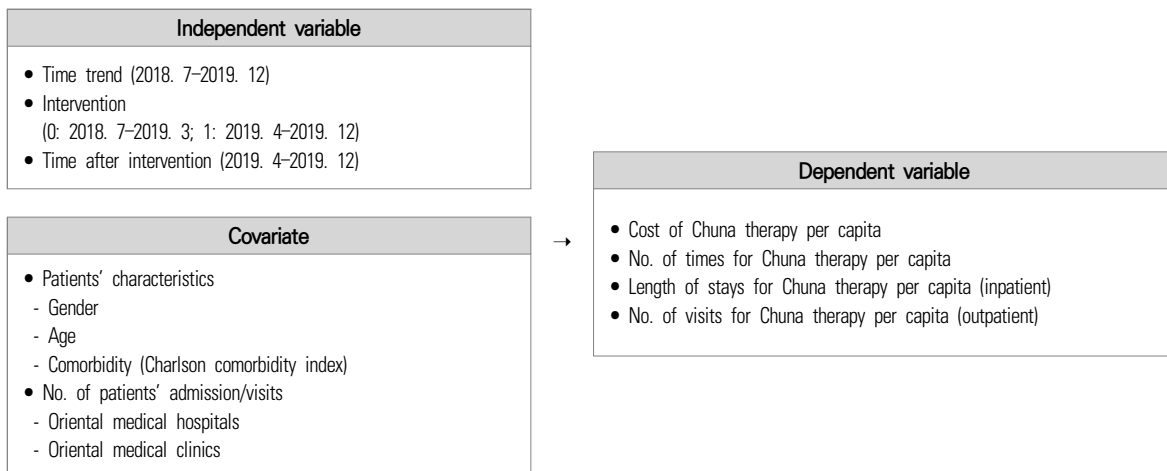 Independent variable
• Time trend (2018. 7–2019. 12)
• Intervention
(0: 2018. 7–2019. 3; 1: 2019. 4–2019. 12)
• Time after intervention (2019. 4–2019. 12)
Covariate
• Patients’ characteristics
- Gender
- Age
- Comorbidity (Charlson comorbidity index)
• No. of patients’ admission/visits
- Oriental medical hospitals
- Oriental medical clinics
→
Dependent variable
• Cost of Chuna therapy per capita
• No. of times for Chuna therapy per capita
• Length of stays for Chuna therapy per capita (inpatient)
• No. of visits for Chuna therapy per capita (outpatient)